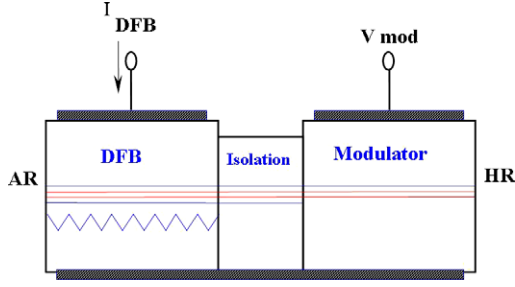 I
DFB
V mod
DFB
Isolation
Modulator
AR
HR